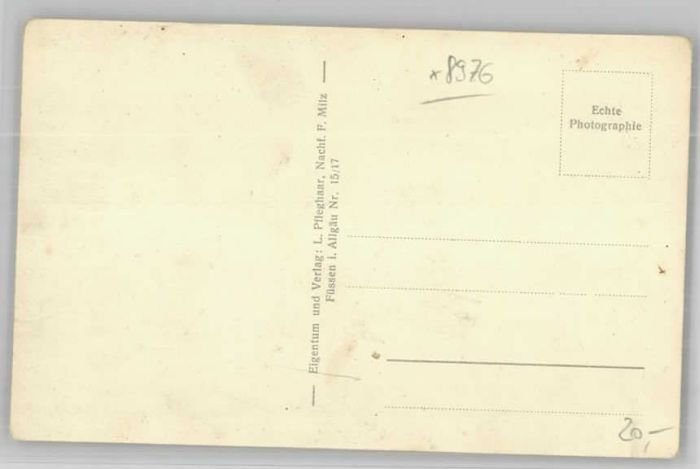 *8976
Echte
Photographie
Eigentum und Verlag: L. Pfleghaar, Nachf. F. Milz
Füssen i. Allgäu Nr. 15/17
20,-